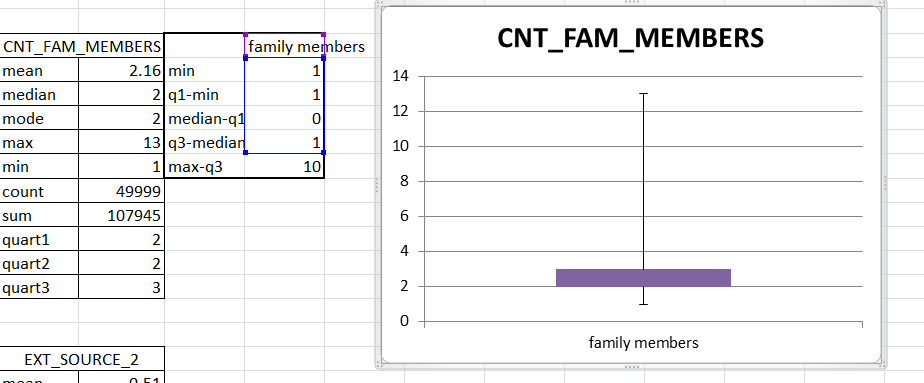 CNT_FAM_MEMBERS family members
mean 2.16 min 1
median 2 q1-min 1
mode 2 median-q1 0
max 13 q3-median 1
min 1 max-q3 10
count 49999
sum 107945
quart1 2
quart2 2
quart3 3
EXT_SOURCE_2
mean 0.51
CNT_FAM_MEMBERS
14
12
10
8
6
4
2
0
family members